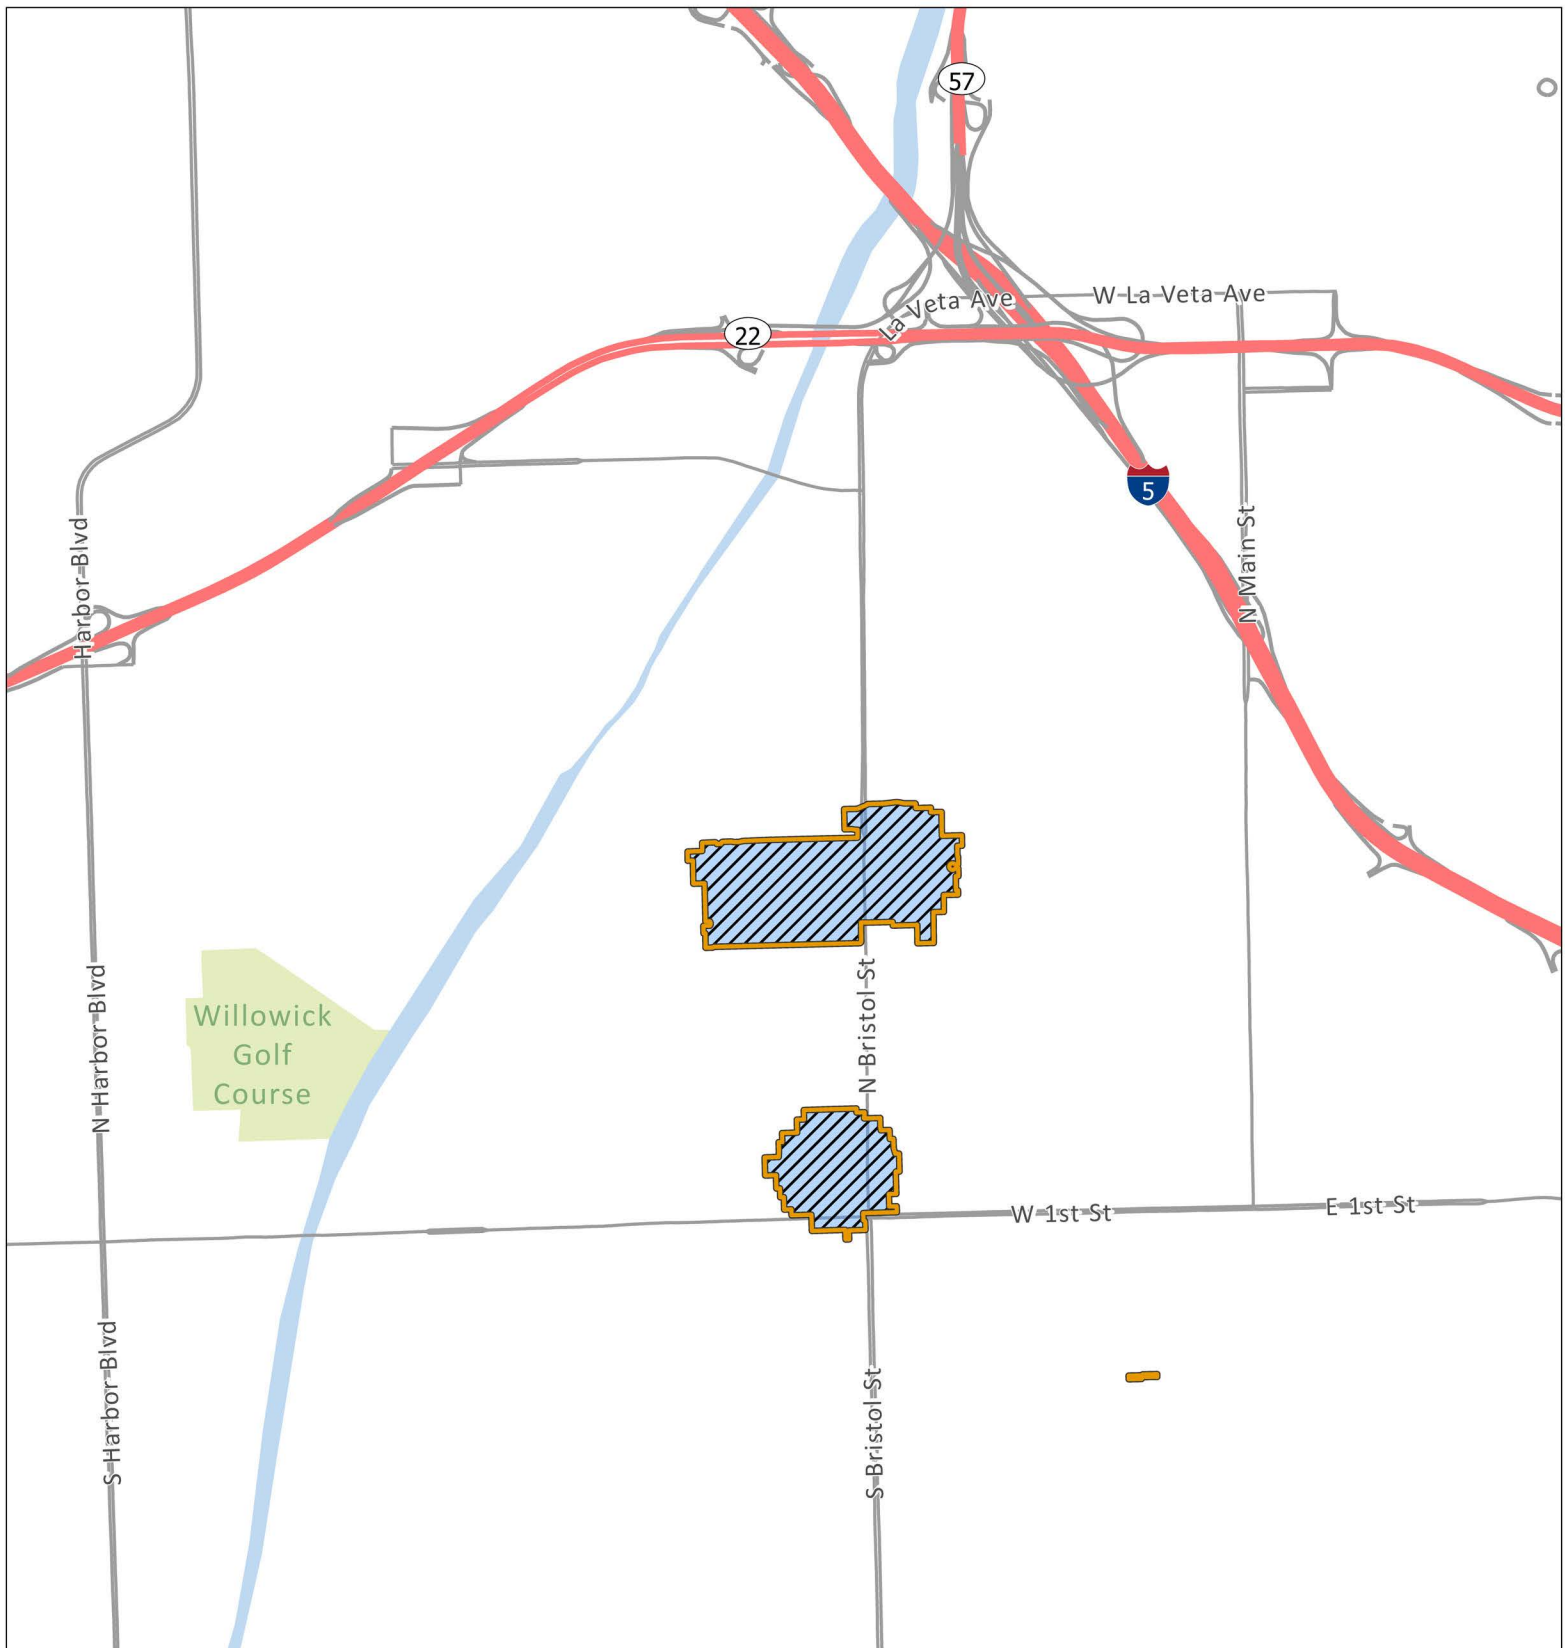 57
La Veta Ave
W La Veta Ave
22
5
Harbor Blvd
N Main St
N Harbor Blvd
N Bristol St
Willowick
Golf
Course
W 1st St
E 1st St
S Harbor Blvd
S Bristol St